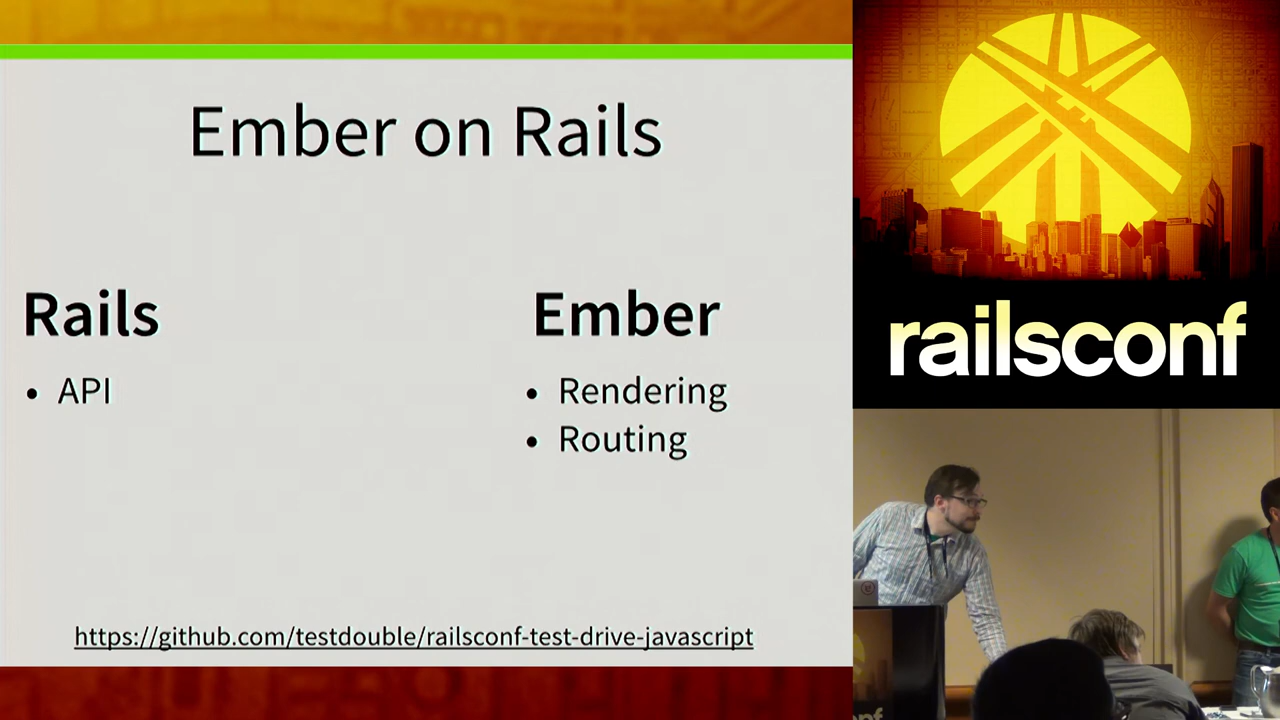 Ember on Rails
Rails
• API
Ember
• Rendering
• Routing
https://github.com/testdouble/railsconf-test-drive-javascript
railsconf